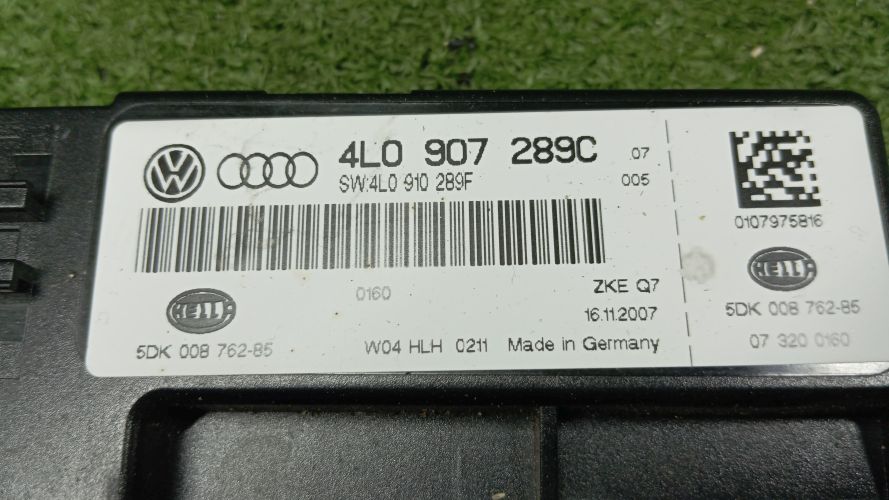 4L0 907 289C .07
SW:4L0 910 289F 005
0160
ZKE Q7
16.11.2007
HELLA
5DK 008 762-85
W04 HLH 0211 Made in Germany
0107975816
HELLA
5DK 008 762-85
07 320 0160